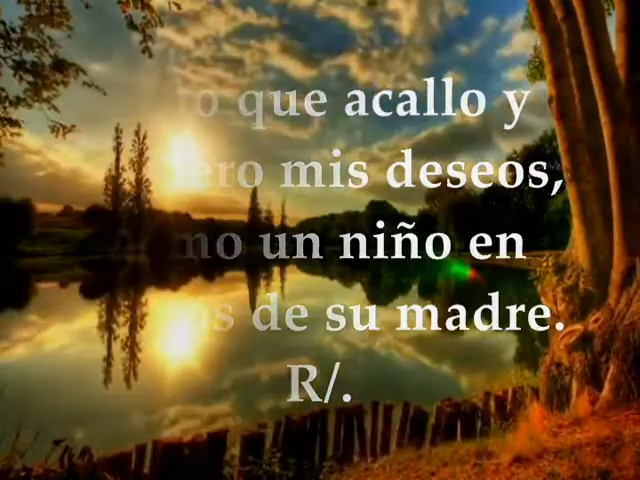 que acallo y
mis deseos,
un niño en
de su madre.
R/.